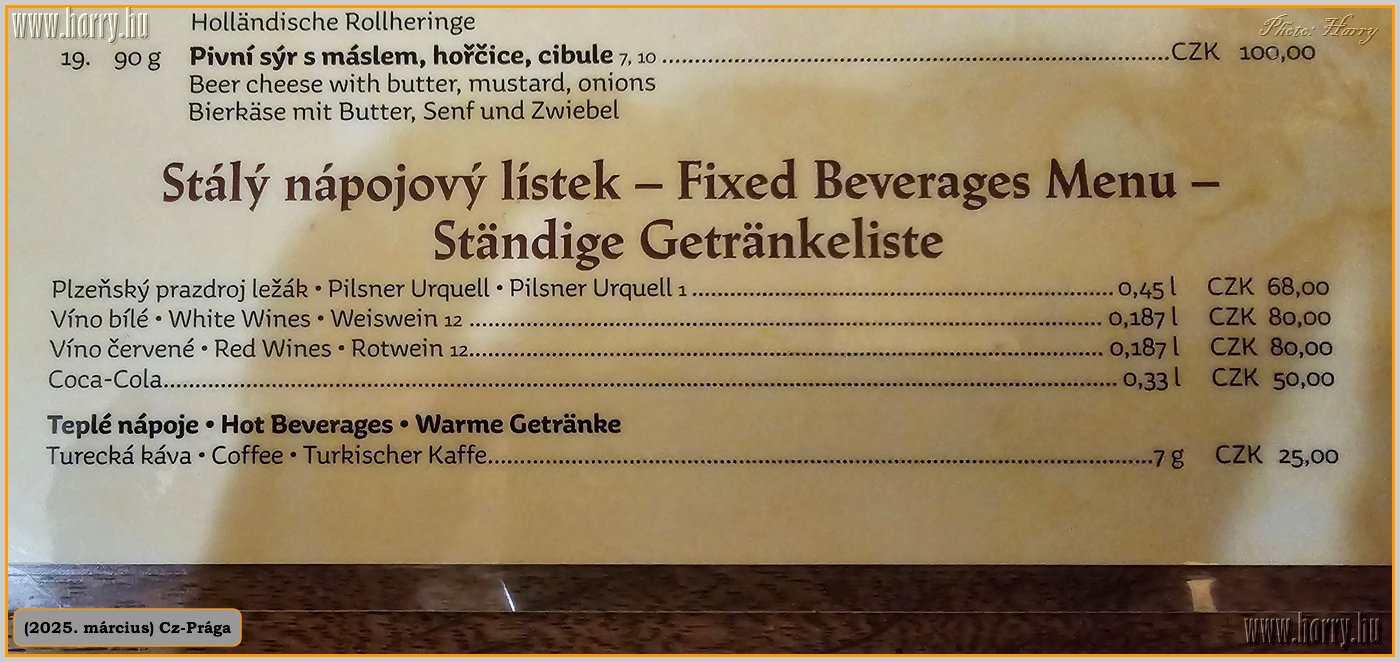 www.harry.hu
Photo: Harry
Holländische Rollheringe
19. 90 g Pivní sýr s máslem, hořčice, cibule 7, 10 ........ CZK 100,00
Beer cheese with butter, mustard, onions
Bierkäse mit Butter, Senf und Zwiebel
Stálý nápojový lístek – Fixed Beverages Menu –
Ständige Getränkeliste
Plzeňský prazdroj ležák • Pilsner Urquell • Pilsner Urquell 1 ........ 0,45 l CZK 68,00
Víno bílé • White Wines • Weiswein 12 ........ 0,187 l CZK 80,00
Víno červené • Red Wines • Rotwein 12........ 0,187 l CZK 80,00
Coca-Cola........ 0,33 l CZK 50,00
Teplé nápoje • Hot Beverages • Warme Getränke
Turecká káva • Coffee • Turkischer Kaffe........7 g CZK 25,00
(2025. március) Cz-Prága
www.harry.hu